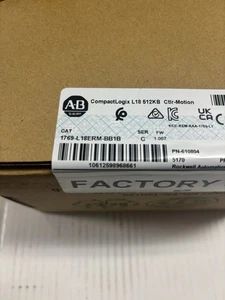 AB
CompactLogix L18 512KB Ctlr-Motion
UK
CA
CAT
SER
FW
1769-L18ERM-BB1B
C
1.007
PN-610804
10612598968661
5170
Rockwell Automation
FACTORY